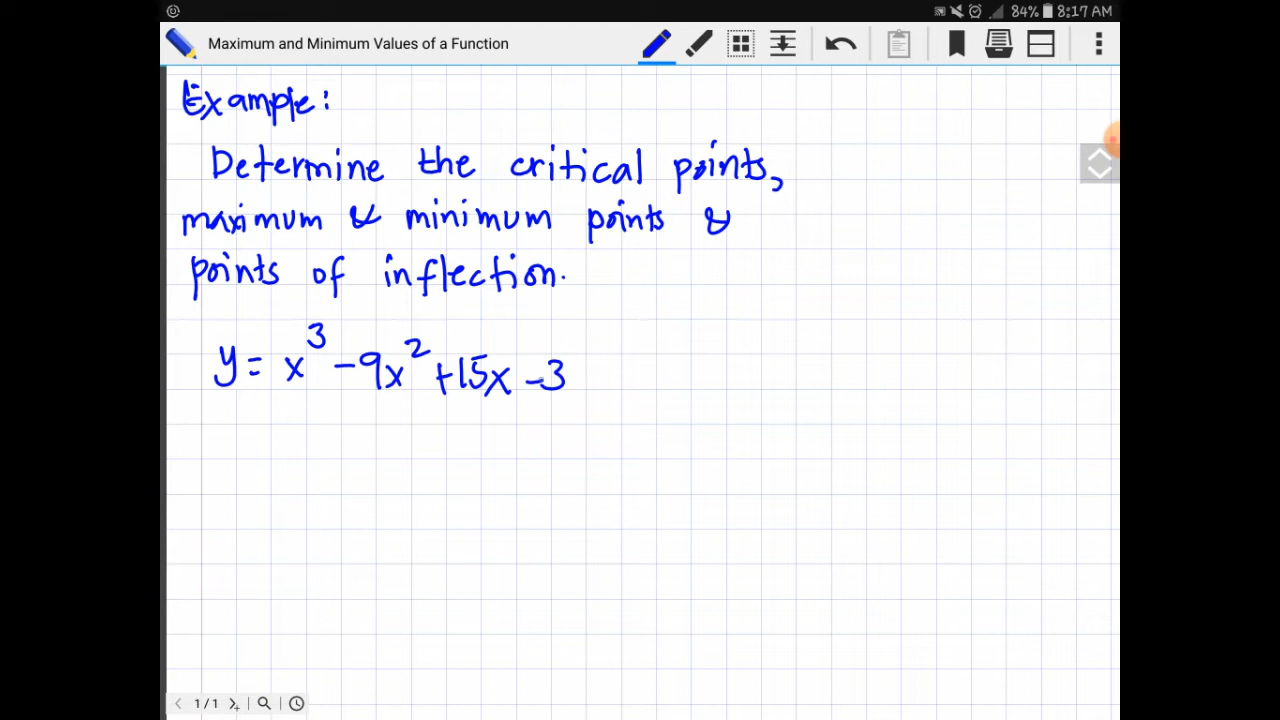 84% 8:17 AM
Maximum and Minimum Values of a Function
Example:
Determine the critical points,
maximum & minimum points &
points of inflection.
y = x³ - 9x² + 15x - 3
1/1